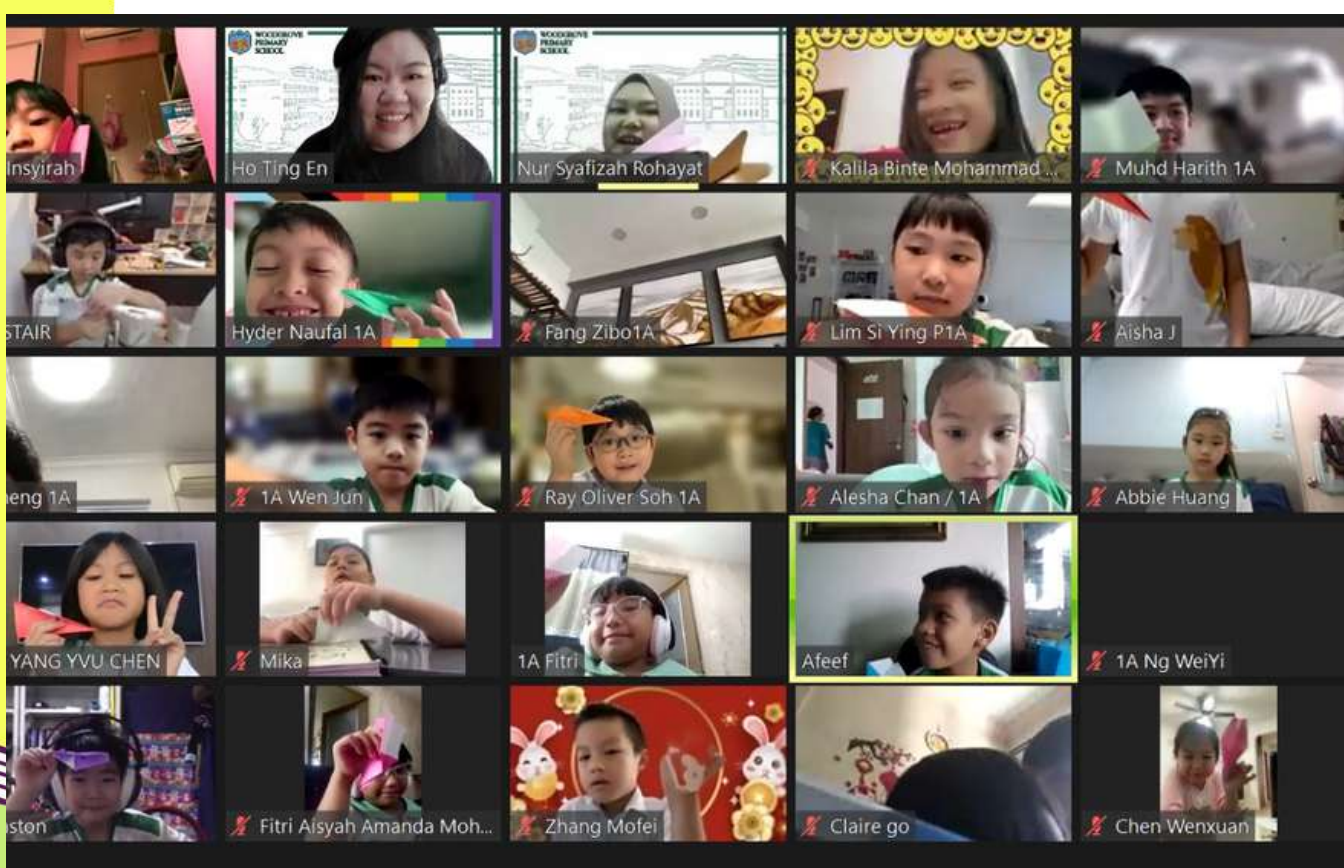 WOODGROVE
PRIMARY
SCHOOL
WOODGROVE
PRIMARY
SCHOOL
Insyirah
Ho Ting En
Nur Syafizah Rohayat
Kalila Binte Mohammad ...
Muhd Harith 1A
STAIR
Hyder Naufal 1A
Fang Zibo1A
Lim Si Ying P1A
Aisha J
eng 1A
1A Wen Jun
Ray Oliver Soh 1A
Alesha Chan / 1A
Abbie Huang
YANG YVU CHEN
Mika
1A Fitri
Afeef
1A Ng WeiYi
ston
Fitri Aisyah Amanda Moh...
Zhang Mofei
Claire go
Chen Wenxuan